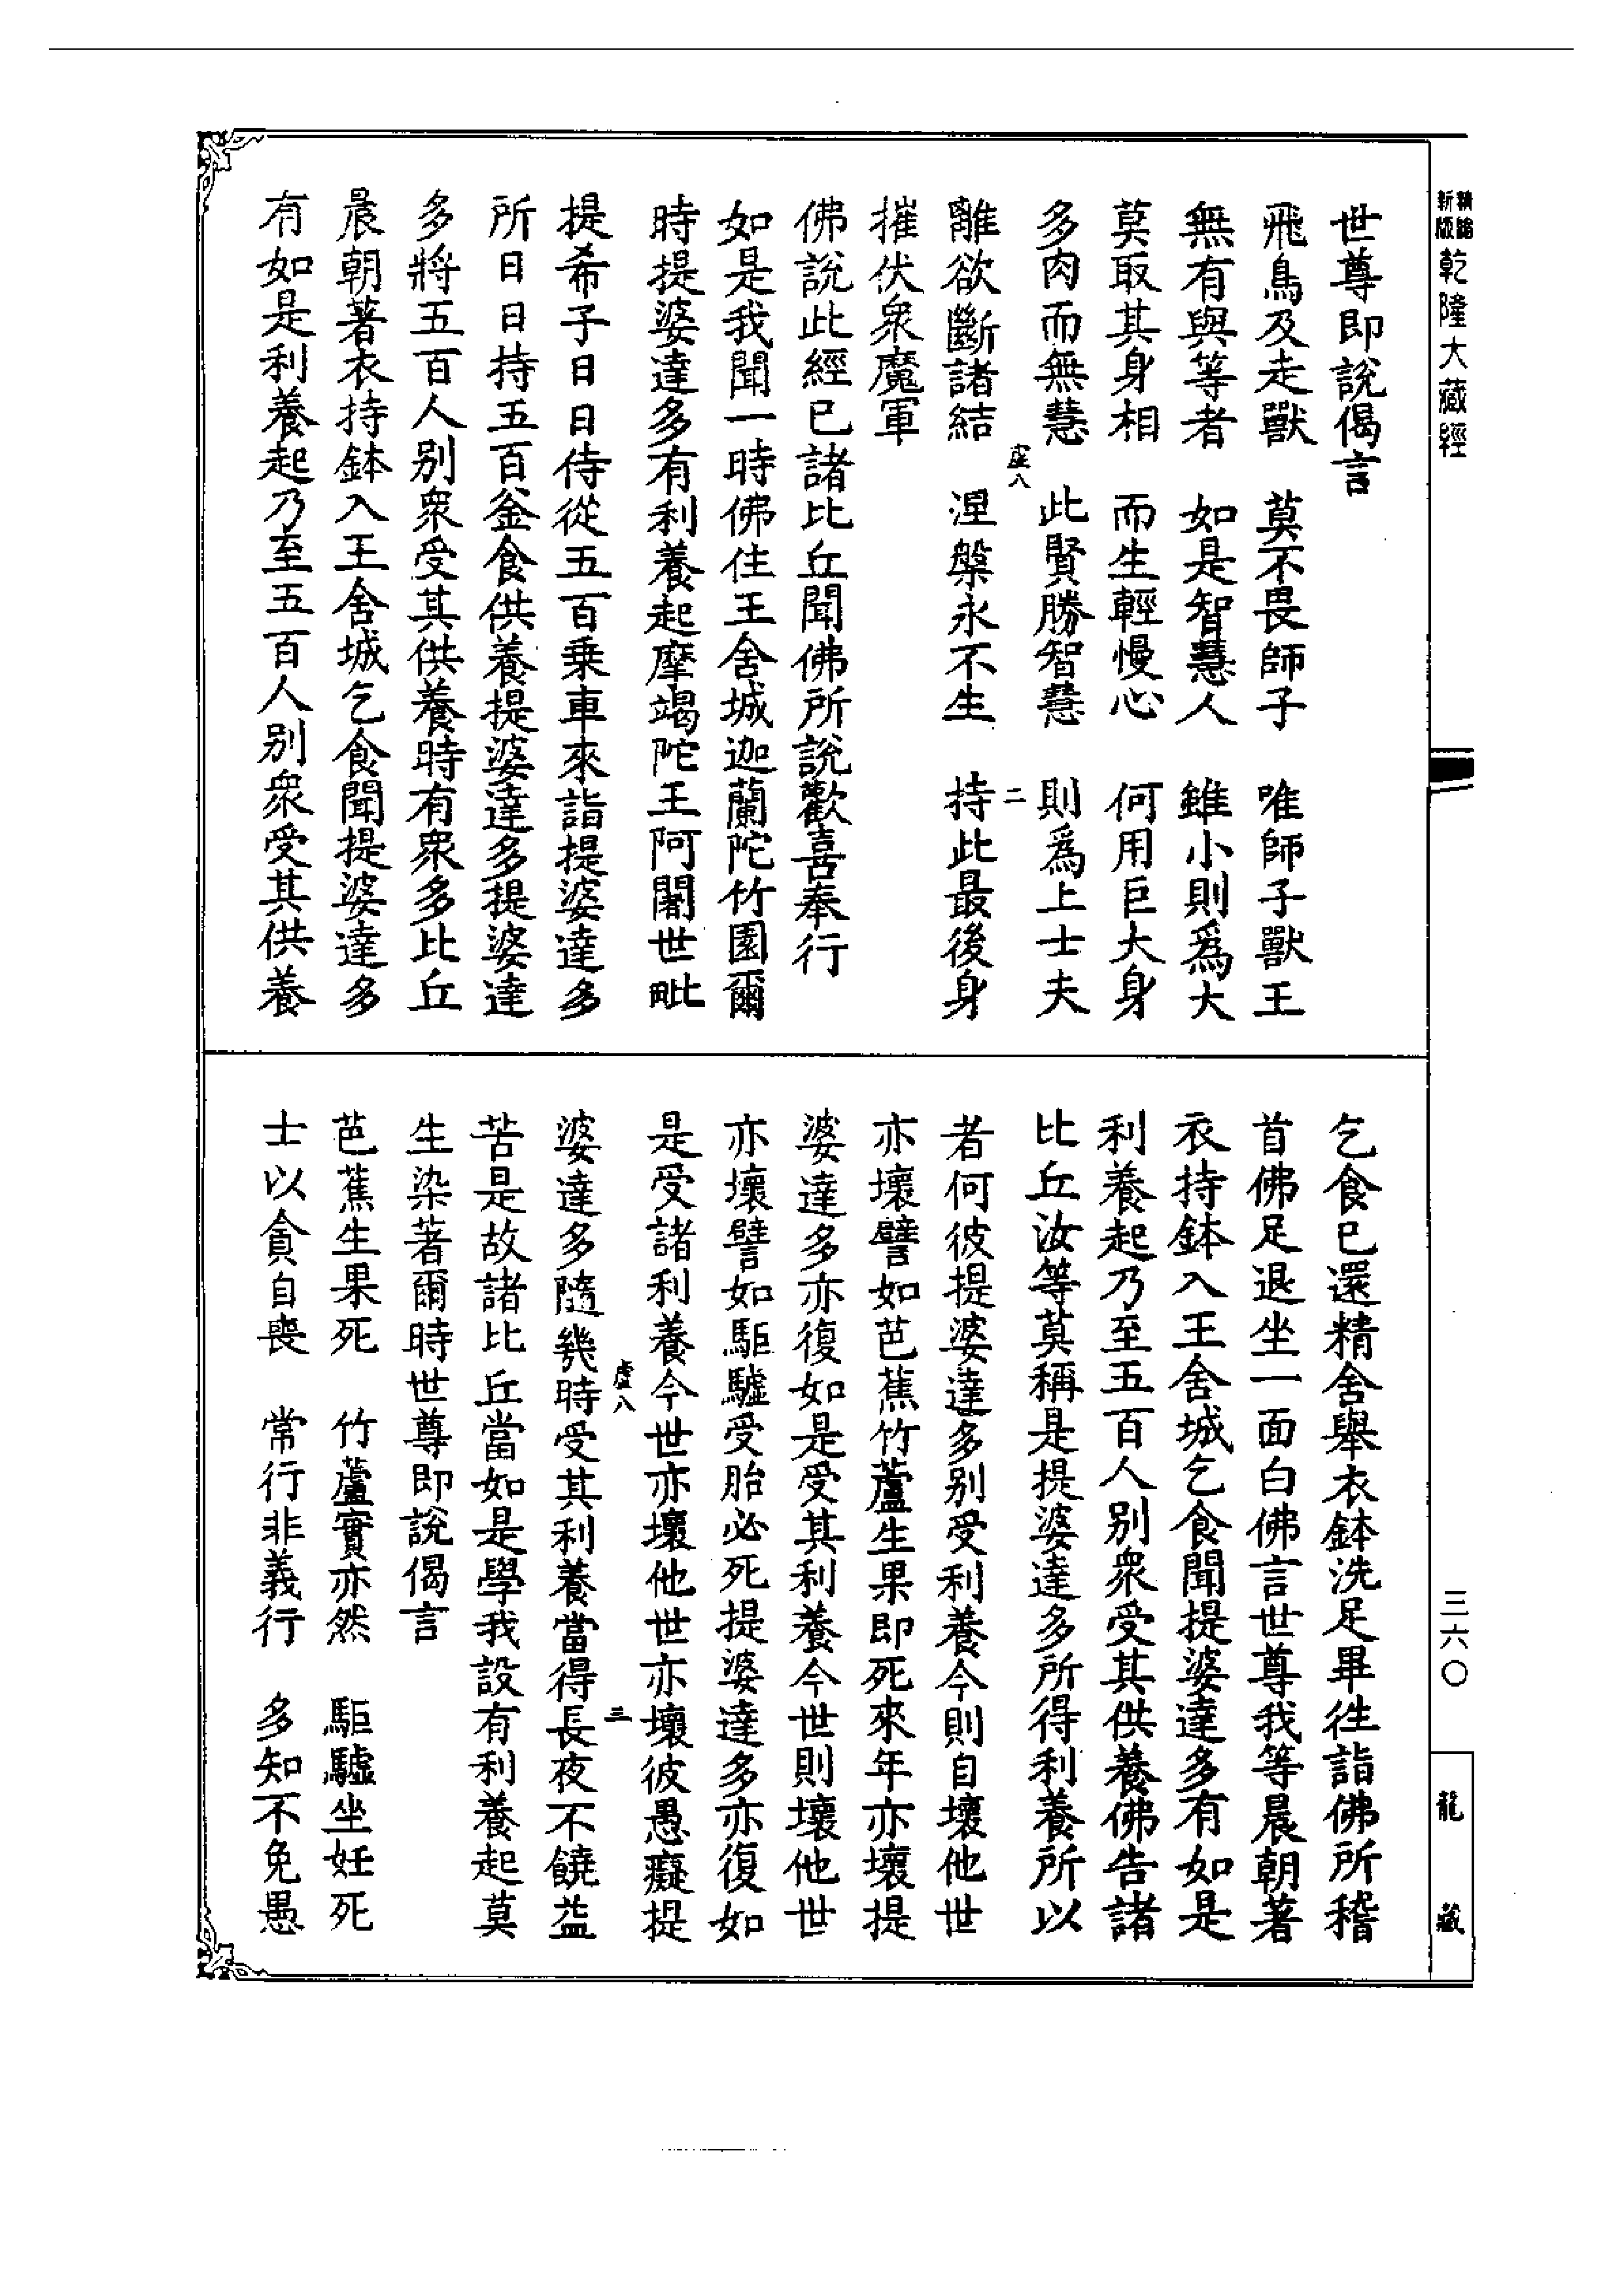 新編
新版
乾隆大藏經
世尊即說偈言
飛鳥及走獸　莫不畏師子　唯師子獸王
無有與等者　如是智慧人　雖小則爲大
莫取其身相　而生輕慢心　何用巨大身
多肉而無慧　此賢勝智慧　則爲上士夫
虛八
二
離欲斷諸結　涅槃永不生　持此最後身
摧伏衆魔軍
佛說此經已諸比丘聞佛所說歡喜奉行
如是我聞一時佛住王舍城迦蘭陀竹園爾
時提婆達多有利養起摩竭陀王阿闍世毗
提希子日日侍從五百乘車來詣提婆達多
所日日持五百釜食供養提婆達多提婆達
多將五百人別衆受其供養時有衆多比丘
晨朝著衣持鉢入王舍城乞食聞提婆達多
有如是利養起乃至五百人別衆受其供養
乞食已還精舍舉衣鉢洗足畢往詣佛所稽
首佛足退坐一面白佛言世尊我等晨朝著
衣持鉢入王舍城乞食聞提婆達多有如是
利養起乃至五百人別衆受其供養佛告諸
比丘汝等莫稱是提婆達多所得利養所以
者何彼提婆達多別受利養今則自壞他世
亦壞譬如芭蕉竹蘆生果即死來年亦壞提
婆達多亦復如是受其利養今世則壞他世
亦壞譬如駏驉受胎必死提婆達多亦復如
是受諸利養今世亦壞他世亦壞彼愚癡提
虛八
三
婆達多隨幾時受其利養當得長夜不饒益
苦是故諸比丘當如是學我設有利養起莫
生染著爾時世尊即說偈言
芭蕉生果死　竹蘆實亦然　駏驉坐妊死
士以貪自喪　常行非義行　多知不免愚
三六〇
龍藏